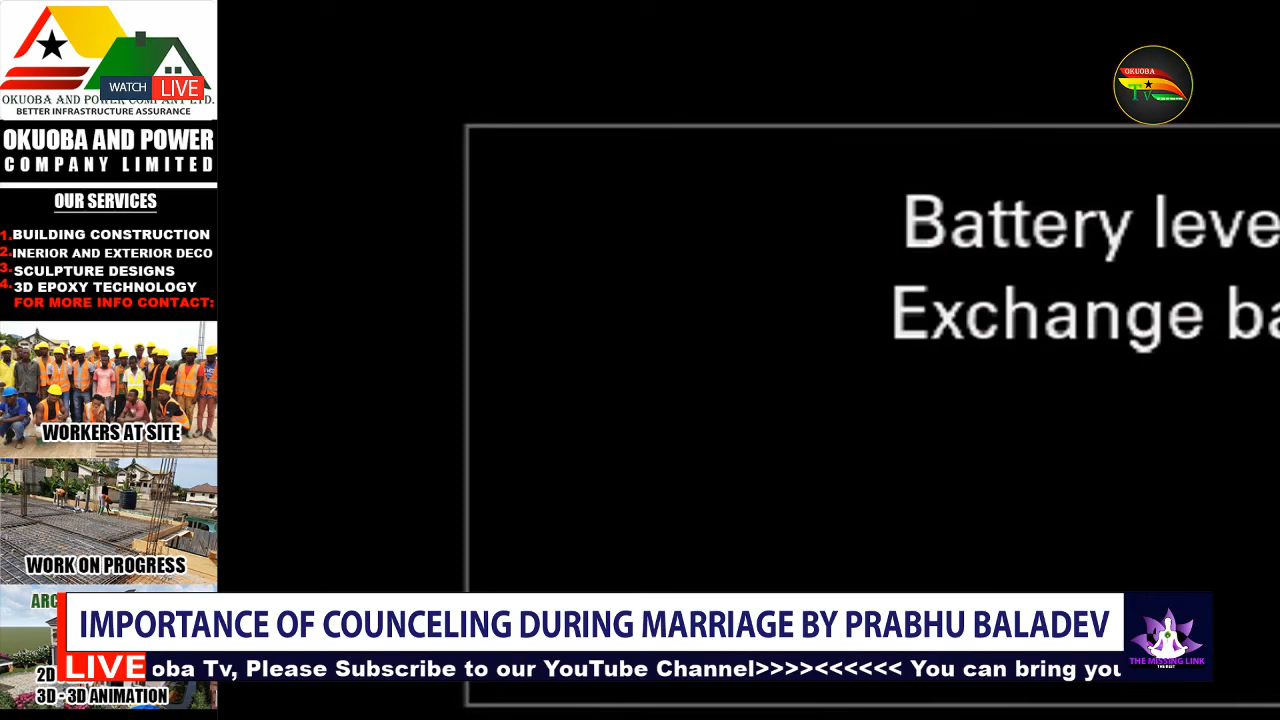 WATCH LIVE
OKUOBA AND POWER COMPANY LTD.
BETTER INFRASTRUCTURE ASSURANCE
OKUOBA AND POWER
COMPANY LIMITED
OUR SERVICES
1.BUILDING CONSTRUCTION
2.INERIOR AND EXTERIOR DECO
3.SCULPTURE DESIGNS
4.3D EPOXY TECHNOLOGY
FOR MORE INFO CONTACT:
WORKERS AT SITE
WORK ON PROGRESS
ARC
2D
3D - 3D ANIMATION
OKUOBA
TV
Battery leve
Exchange ba
IMPORTANCE OF COUNCELING DURING MARRIAGE BY PRABHU BALADEV
LIVE
oba Tv, Please Subscribe to our YouTube Channel>>>><<<<<< You can bring you
THE MISSING LINK